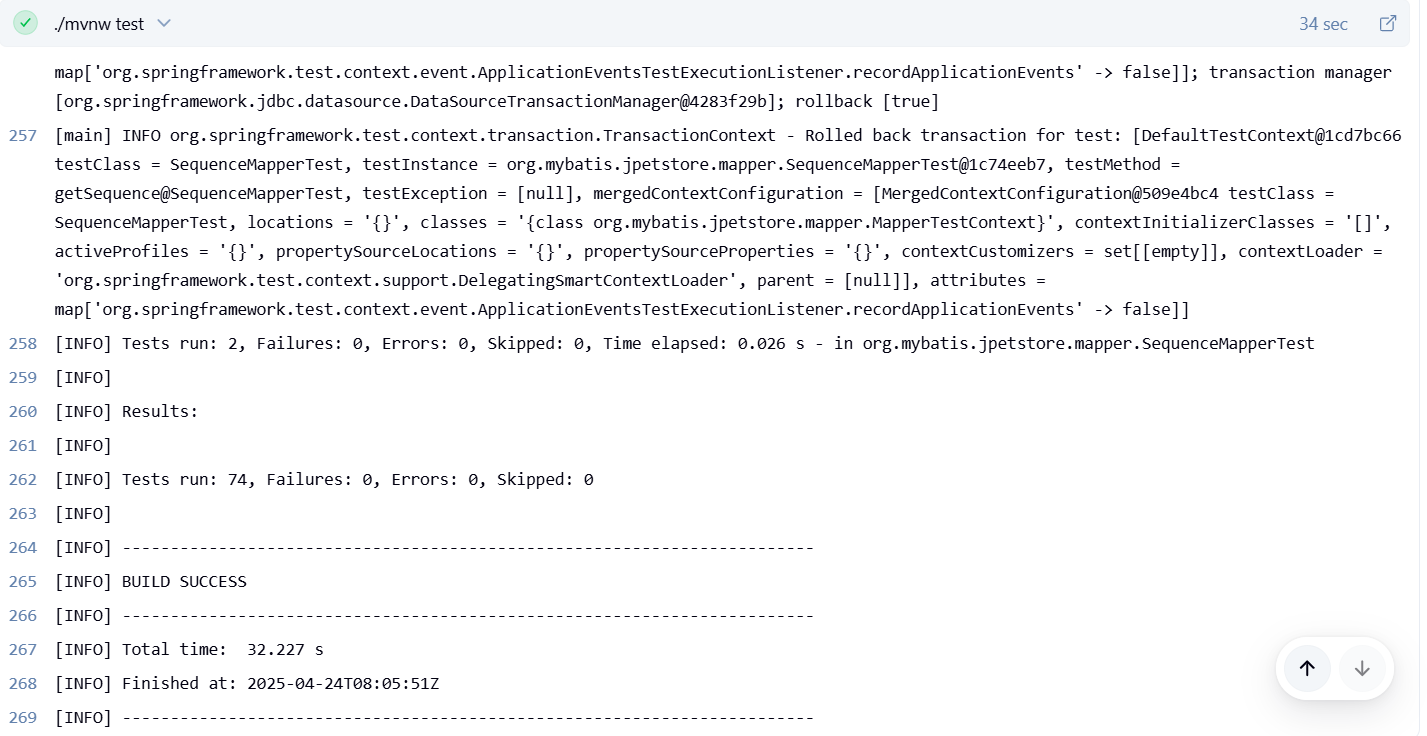 ./mvnw test
34 sec
map['org.springframework.test.context.event.ApplicationEventsTestExecutionListener.recordApplicationEvents' -> false]]; transaction manager
[org.springframework.jdbc.datasource.DataSourceTransactionManager@4283f29b]; rollback [true]
257 [main] INFO org.springframework.test.context.transaction.TransactionContext - Rolled back transaction for test: [DefaultTestContext@1cd7bc66
testClass = SequenceMapperTest, testInstance = org.mybatis.jpetstore.mapper.SequenceMapperTest@1c74eeb7, testMethod =
getSequence@SequenceMapperTest, testException = [null], mergedContextConfiguration = [MergedContextConfiguration@509e4bc4 testClass =
SequenceMapperTest, locations = '{}', classes = '{class org.mybatis.jpetstore.mapper.MapperTestContext}', contextInitializerClasses = '[]',
activeProfiles = '{}', propertySourceLocations = '{}', propertySourceProperties = '{}', contextCustomizers = set[[empty]], contextLoader =
'org.springframework.test.context.support.DelegatingSmartContextLoader', parent = [null]], attributes =
map['org.springframework.test.context.event.ApplicationEventsTestExecutionListener.recordApplicationEvents' -> false]]
258 [INFO] Tests run: 2, Failures: 0, Errors: 0, Skipped: 0, Time elapsed: 0.026 s - in org.mybatis.jpetstore.mapper.SequenceMapperTest
259 [INFO]
260 [INFO] Results:
261 [INFO]
262 [INFO] Tests run: 74, Failures: 0, Errors: 0, Skipped: 0
263 [INFO]
264 [INFO] ------------------------------------------------------------------------
265 [INFO] BUILD SUCCESS
266 [INFO] ------------------------------------------------------------------------
267 [INFO] Total time:  32.227 s
268 [INFO] Finished at: 2025-04-24T08:05:51Z
269 [INFO] ------------------------------------------------------------------------